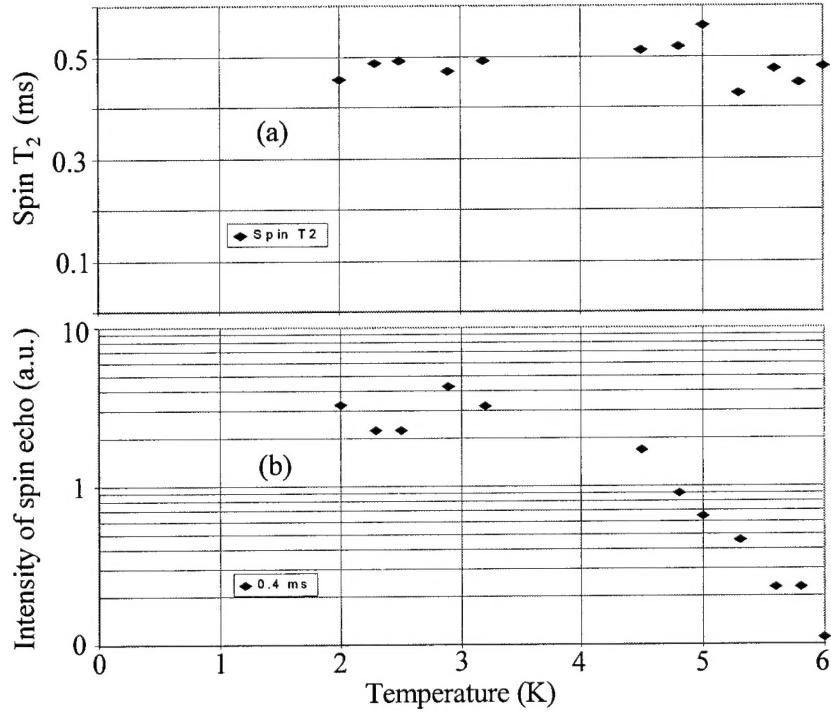 Spin T2 (ms)
0.5
0.3
0.1
(a)
Spin T2
Intensity of spin echo (a.u.)
10
1
0
(b)
0.4 ms
0 1 2 3 4 5 6
Temperature (K)